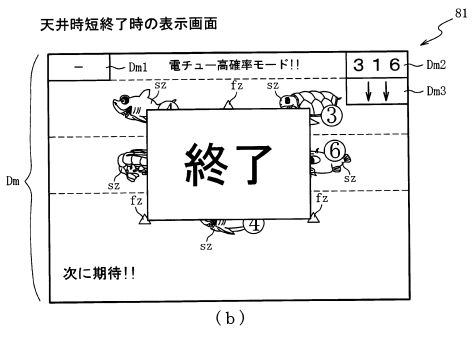 天井時短終了時の表示画面
81
－
Dm1
電チュー高確率モード!!
316
Dm2
↓↓
Dm3
sz
fz
sz
4
3
Dm
終了
6
sz
sz
fz
fz
sz
4
次に期待!!
(b)